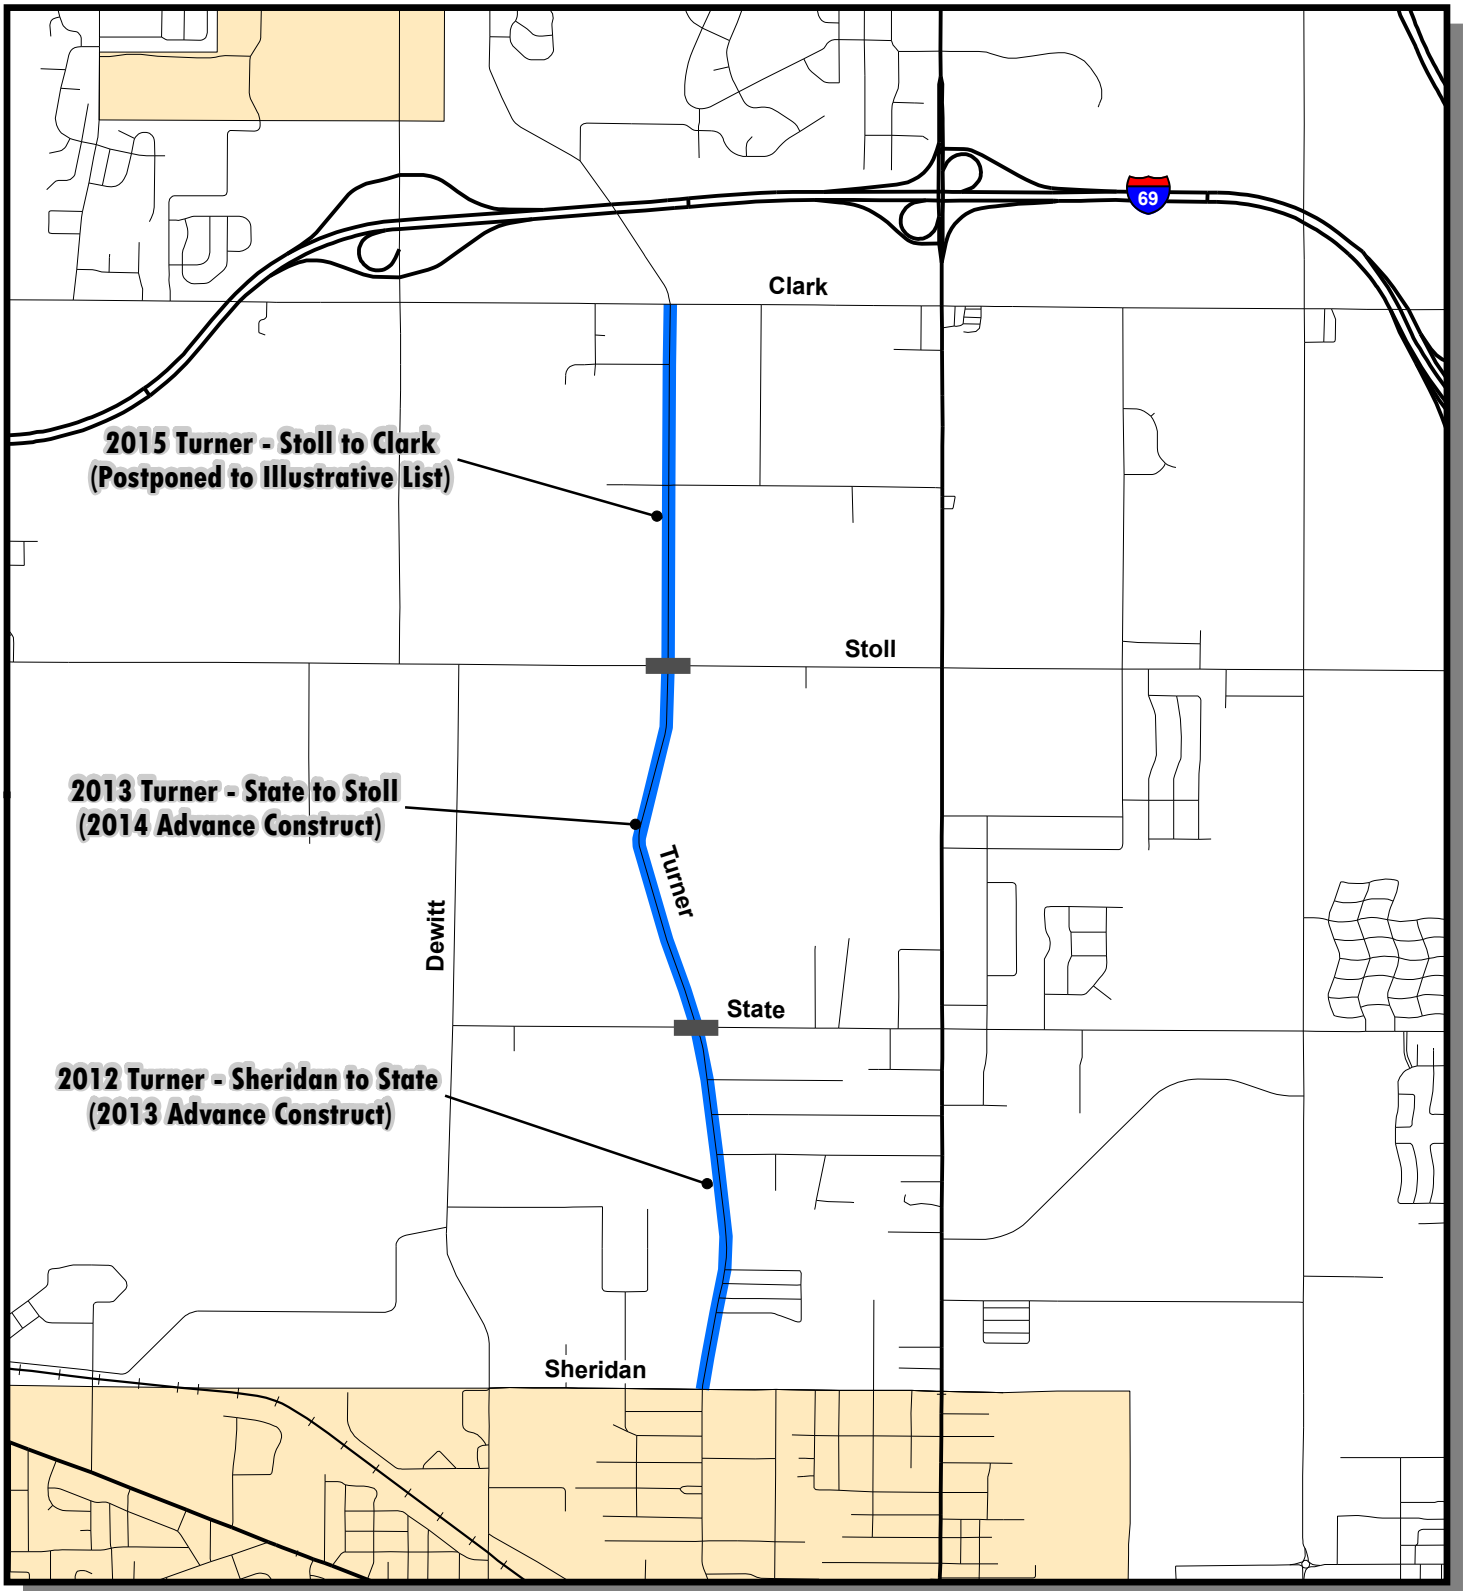 69
Clark
2015 Turner - Stoll to Clark
(Postponed to Illustrative List)
Stoll
2013 Turner - State to Stoll
(2014 Advance Construct)
Turner
Dewitt
State
2012 Turner - Sheridan to State
(2013 Advance Construct)
Sheridan